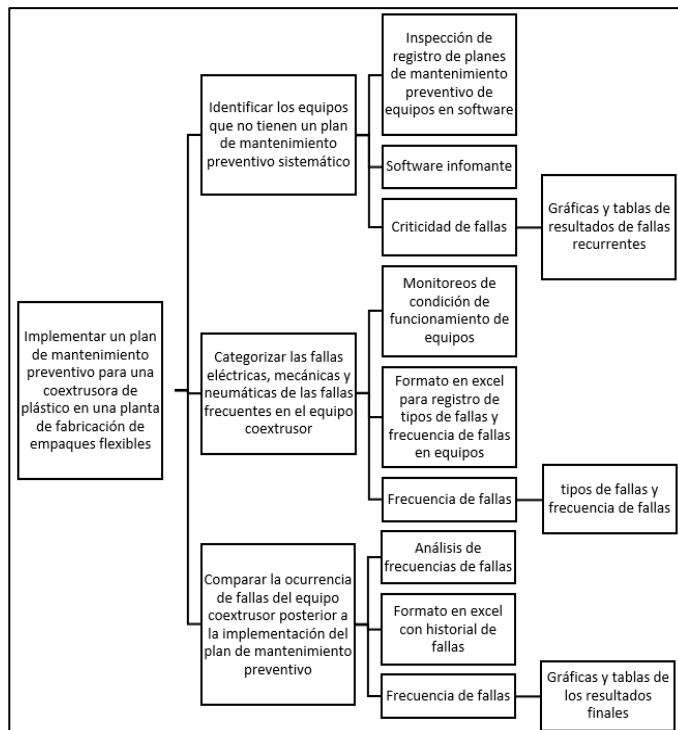 Implementar un plan
de mantenimiento
preventivo para una
coextrusora de
plástico en una planta
de fabricación de
empaques flexibles
Identificar los equipos
que no tienen un plan
de mantenimiento
preventivo sistemático
Inspección de
registro de planes
de mantenimiento
preventivo de
equipos en software
Software infomante
Criticidad de fallas
Gráficas y tablas de
resultados de fallas
recurrentes
Categorizar las fallas
eléctricas, mecánicas y
neumáticas de las fallas
frecuentes en el equipo
coextrusor
Monitoreos de
condición de
funcionamiento de
equipos
Formato en excel
para registro de
tipos de fallas y
frecuencia de fallas
en equipos
Frecuencia de fallas
tipos de fallas y
frecuencia de fallas
Comparar la ocurrencia
de fallas del equipo
coextrusor posterior a
la implementación del
plan de mantenimiento
preventivo
Análisis de
frecuencias de fallas
Formato en excel
con historial de
fallas
Frecuencia de fallas
Gráficas y tablas de
los resultados
finales